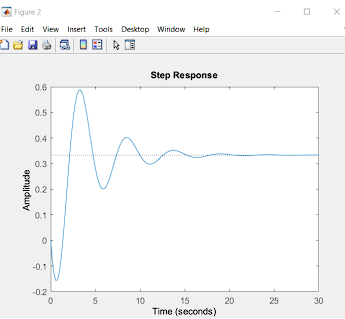 Figure 2
File Edit View Insert Tools Desktop Window Help
Step Response
0.6
0.5
0.4
0.3
0.2
0.1
0
-0.1
-0.2
Amplitude
0 5 10 15 20 25 30
Time (seconds)